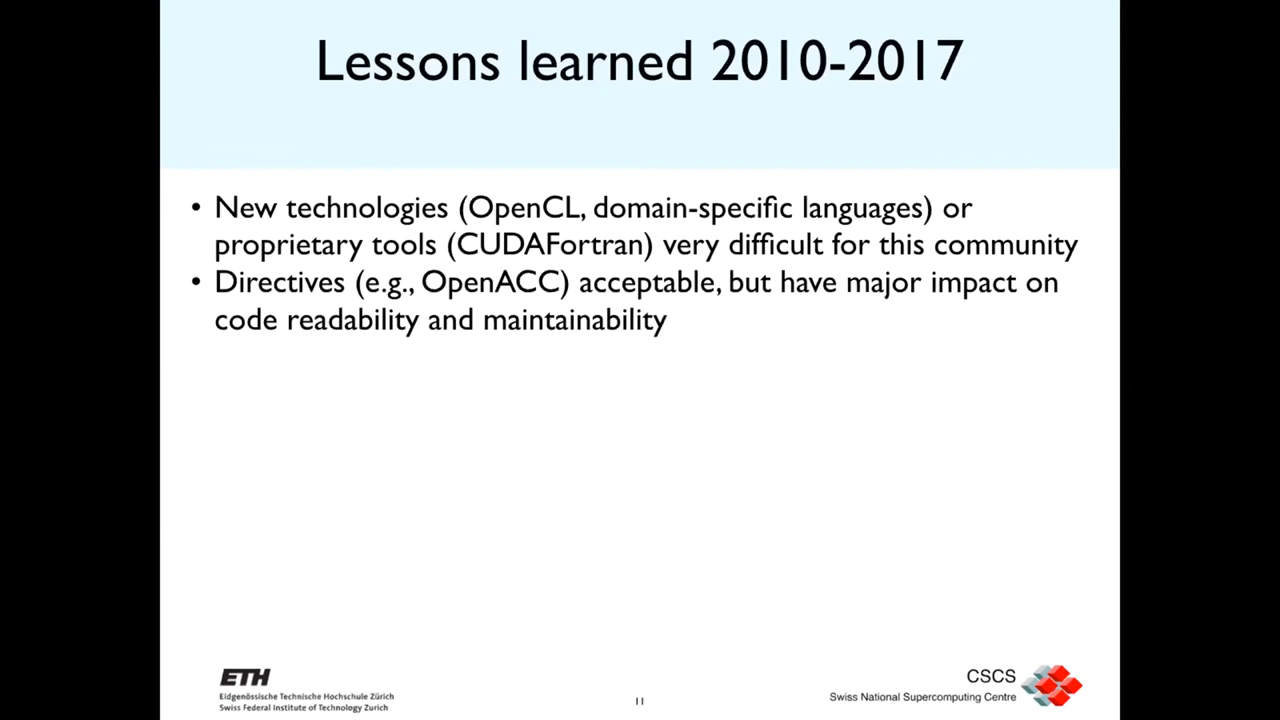 Lessons learned 2010-2017
• New technologies (OpenCL, domain-specific languages) or
proprietary tools (CUDAFortran) very difficult for this community
• Directives (e.g., OpenACC) acceptable, but have major impact on
code readability and maintainability
ETH
Eidgenössische Technische Hochschule Zürich
Swiss Federal Institute of Technology Zurich
11
CSCS
Swiss National Supercomputing Centre